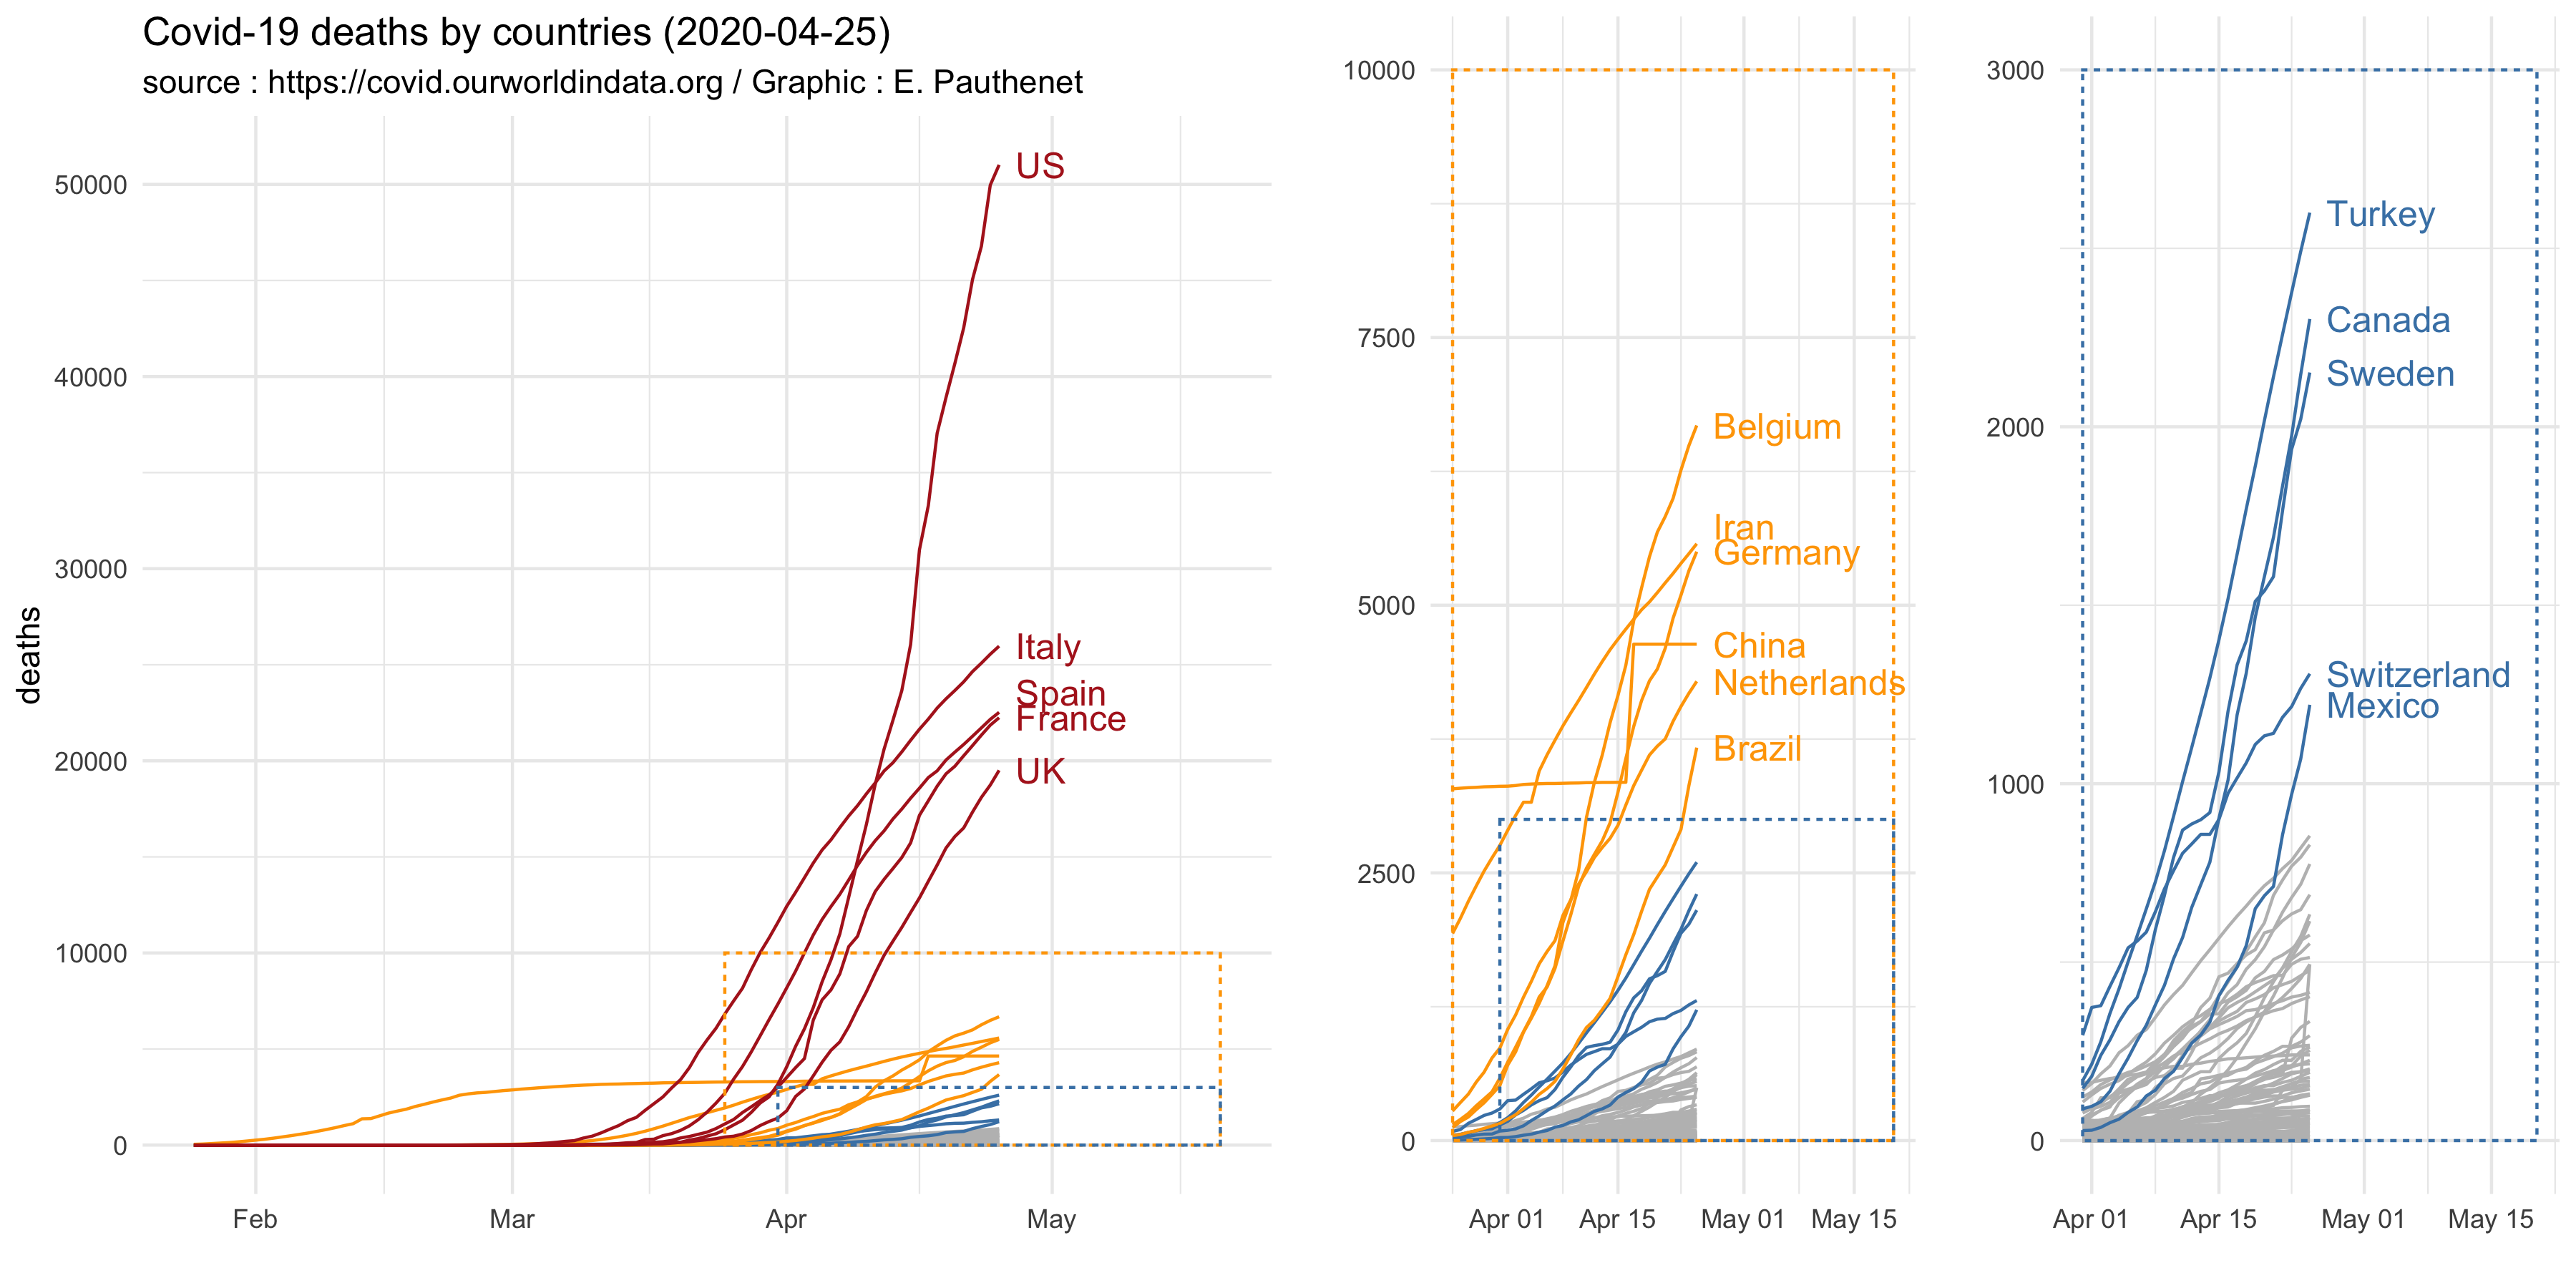 Covid-19 deaths by countries (2020-04-25)
source : https://covid.ourworldindata.org / Graphic : E. Pauthenet
deaths
50000
40000
30000
20000
10000
0
Feb
Mar
Apr
May
US
Italy
Spain
France
UK
10000
7500
5000
2500
0
Apr 01
Apr 15
May 01
May 15
Belgium
Iran
Germany
China
Netherlands
Brazil
3000
2000
1000
0
Apr 01
Apr 15
May 01
May 15
Turkey
Canada
Sweden
Switzerland
Mexico